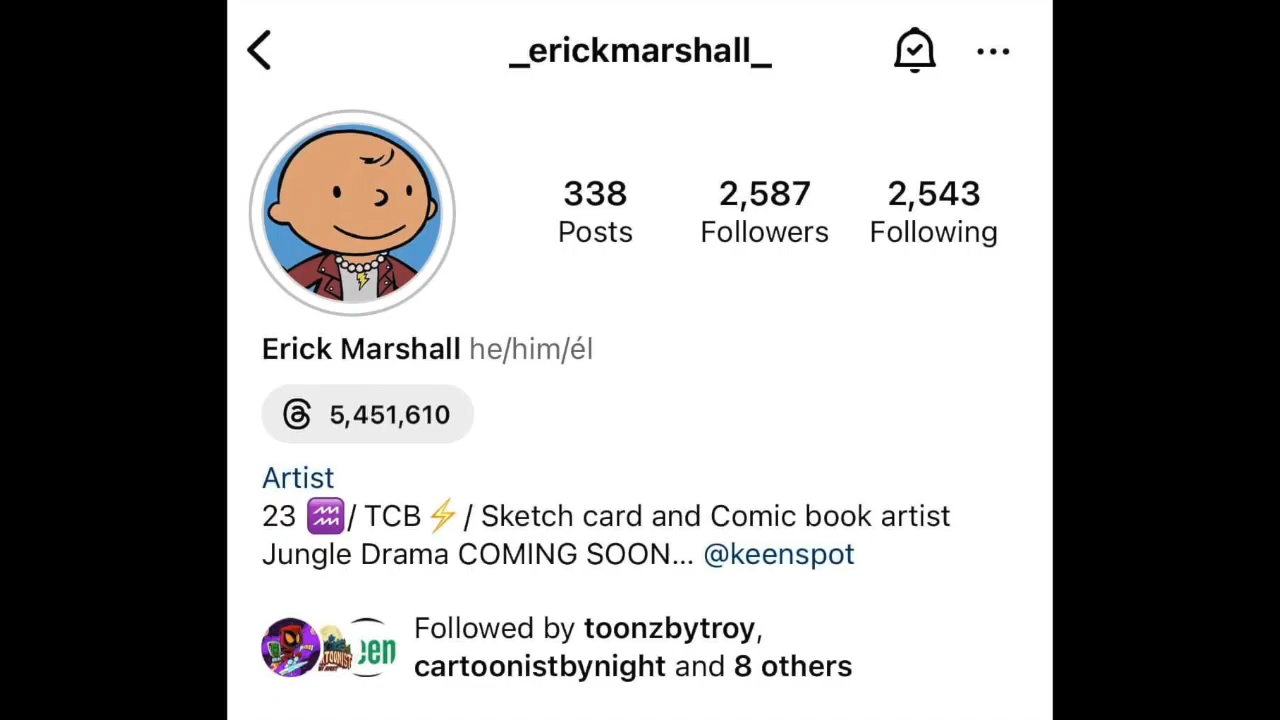 _erickmarshall_
338 2,587 2,543
Posts Followers Following
Erick Marshall he/him/él
5,451,610
Artist
23 ♒/ TCB ⚡/ Sketch card and Comic book artist
Jungle Drama COMING SOON... @keenspot
Followed by toonzbytroy,
cartoonistbynight and 8 others